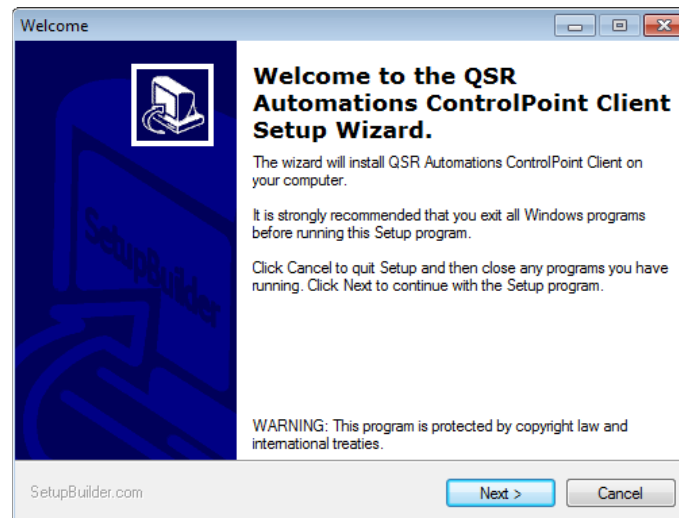 Welcome
Welcome to the QSR
Automations ControlPoint Client
Setup Wizard.
The wizard will install QSR Automations ControlPoint Client on
your computer.
It is strongly recommended that you exit all Windows programs
before running this Setup program.
Click Cancel to quit Setup and then close any programs you have
running. Click Next to continue with the Setup program.
SetupBuilder
WARNING: This program is protected by copyright law and
international treaties.
SetupBuilder.com
Next >
Cancel